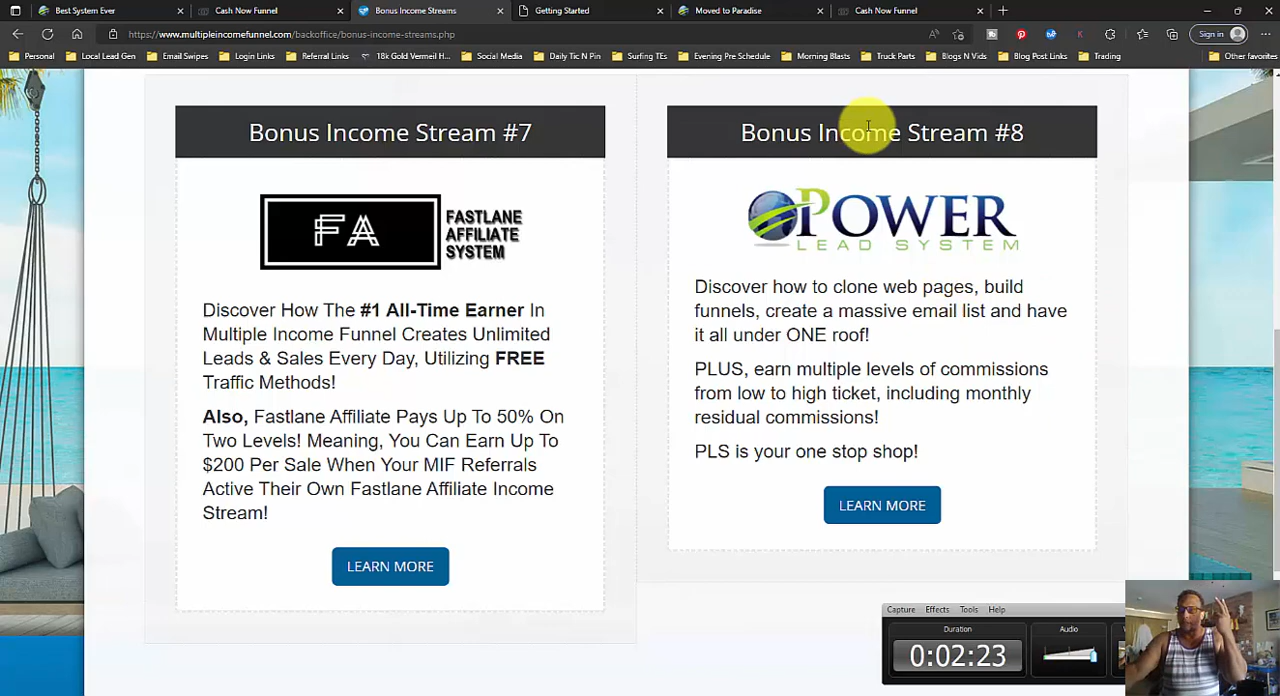 Best System Ever
Cash Now Funnel
Bonus Income Streams
Getting Started
Moved to Paradise
Cash Now Funnel
https://www.multipleincomefunnel.com/backoffice/bonus-income-streams.php
Sign in
Personal
Local Lead Gen
Email Swipes
Login Links
Referral Links
18k Gold Vermeil H...
Social Media
Daily Tic N Pin
Surfing TEs
Evening Pre Schedule
Morning Blasts
Truck Parts
Blogs N Vids
Blog Post Links
Trading
Other favorites
Bonus Income Stream #7
FA
FASTLANE
AFFILIATE
SYSTEM
Discover How The #1 All-Time Earner In
Multiple Income Funnel Creates Unlimited
Leads & Sales Every Day, Utilizing FREE
Traffic Methods!
Also, Fastlane Affiliate Pays Up To 50% On
Two Levels! Meaning, You Can Earn Up To
$200 Per Sale When Your MIF Referrals
Active Their Own Fastlane Affiliate Income
Stream!
LEARN MORE
Bonus Income Stream #8
POWER
LEAD SYSTEM
Discover how to clone web pages, build
funnels, create a massive email list and have
it all under ONE roof!
PLUS, earn multiple levels of commissions
from low to high ticket, including monthly
residual commissions!
PLS is your one stop shop!
LEARN MORE
Capture Effects Tools Help
Duration
Audio
0:02:23